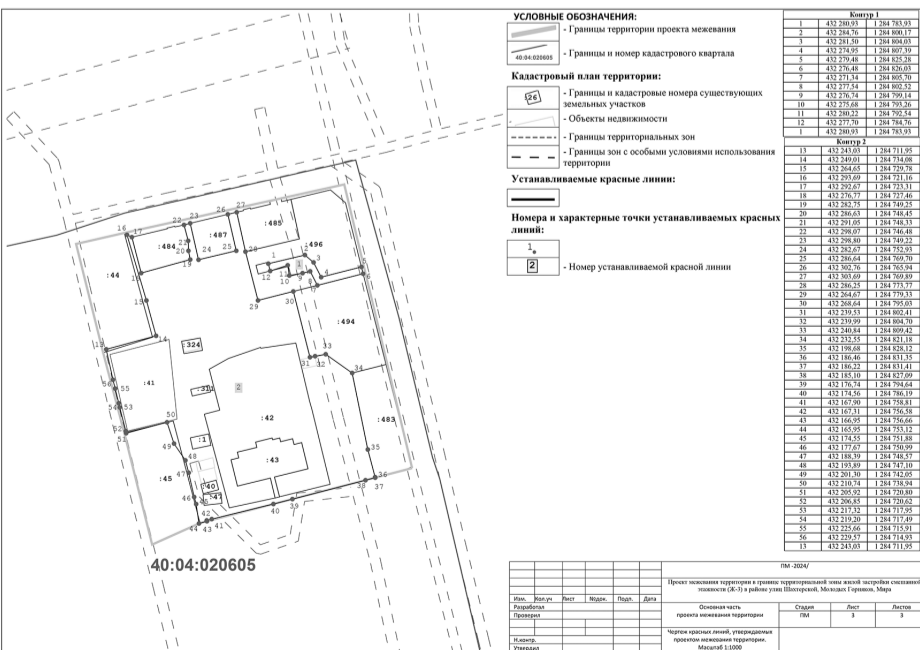 УСЛОВНЫЕ ОБОЗНАЧЕНИЯ:
- Границы территории проекта межевания
40:04:020605
- Границы и номер кадастрового квартала
Кадастровый план территории:
:26
- Границы и кадастровые номера существующих
земельных участков
- Объекты недвижимости
- Границы территориальных зон
- Границы зон с особыми условиями использования
территории
Устанавливаемые красные линии:
Номера и характерные точки устанавливаемых красных
линий:
1
2
- Номер устанавливаемой красной линии
Контур 1
1 432 280,93 1 284 783,93
2 432 284,76 1 284 800,17
3 432 281,50 1 284 804,03
4 432 274,95 1 284 807,39
5 432 279,48 1 284 825,28
6 432 276,48 1 284 826,03
7 432 271,34 1 284 805,70
8 432 277,54 1 284 802,52
9 432 276,74 1 284 799,14
10 432 275,68 1 284 793,26
11 432 280,22 1 284 792,54
12 432 277,70 1 284 784,76
1 432 280,93 1 284 783,93
Контур 2
13 432 243,03 1 284 711,95
14 432 249,01 1 284 734,08
15 432 264,65 1 284 729,78
16 432 293,69 1 284 721,16
17 432 292,67 1 284 723,31
18 432 276,77 1 284 727,46
19 432 282,75 1 284 749,25
20 432 286,63 1 284 748,45
21 432 291,05 1 284 748,33
22 432 298,07 1 284 746,48
23 432 298,80 1 284 749,22
24 432 282,67 1 284 752,93
25 432 286,64 1 284 769,70
26 432 302,76 1 284 765,94
27 432 303,69 1 284 769,89
28 432 286,25 1 284 773,77
29 432 264,67 1 284 779,33
30 432 268,64 1 284 795,03
31 432 239,53 1 284 802,41
32 432 239,99 1 284 804,70
33 432 240,84 1 284 809,42
34 432 232,55 1 284 821,18
35 432 198,68 1 284 828,12
36 432 186,46 1 284 831,35
37 432 186,22 1 284 831,41
38 432 185,10 1 284 827,09
39 432 176,74 1 284 794,64
40 432 174,56 1 284 786,19
41 432 167,90 1 284 758,81
42 432 167,31 1 284 756,58
43 432 166,95 1 284 756,66
44 432 165,95 1 284 753,12
45 432 174,55 1 284 751,88
46 432 177,67 1 284 750,99
47 432 188,39 1 284 748,57
48 432 193,89 1 284 747,10
49 432 201,30 1 284 742,05
50 432 210,74 1 284 738,94
51 432 205,92 1 284 720,80
52 432 206,85 1 284 720,62
53 432 217,32 1 284 717,95
54 432 219,20 1 284 717,49
55 432 225,66 1 284 715,91
56 432 229,57 1 284 714,93
13 432 243,03 1 284 711,95
:44
:484
:487
:485
:496
:494
:324
:41
:311
:42
:483
:1
:43
:45
:40
:47
40:04:020605
ПМ -2024/
Проект межевания территории в границе территориальной зоны жилой застройки смешанной
этажности (Ж-3) в районе улиц Шахтерской, Молодых Горняков, Мира
Изм. Кол.уч Лист №док. Подп. Дата
Разработал
Проверил
Н.контр.
Утвердил
Основная часть
проекта межевания территории
Стадия Лист Листов
ПМ 3 3
Чертеж красных линий, утверждаемых
проектом межевания территории.
Масштаб 1:1000